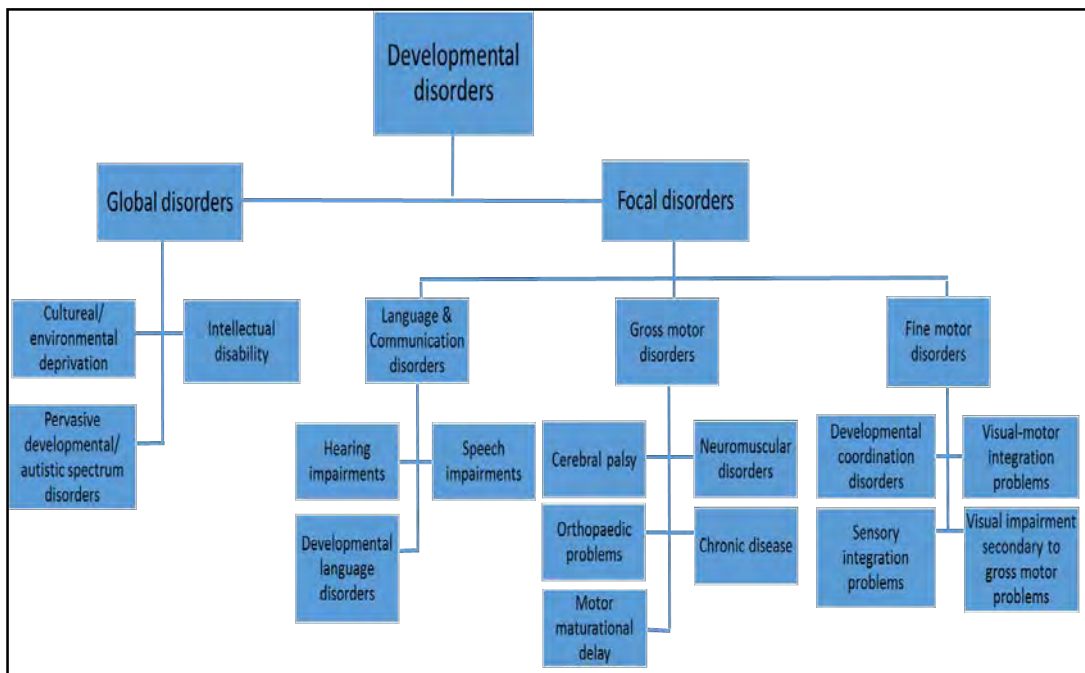 Developmental
disorders
Global disorders
Focal disorders
Cultureal/
environmental
deprivation
Intellectual
disability
Pervasive
developmental/
autistic spectrum
disorders
Language &
Communication
disorders
Hearing
impairments
Speech
impairments
Developmental
language
disorders
Gross motor
disorders
Cerebral palsy
Neuromuscular
disorders
Orthopaedic
problems
Chronic disease
Motor
maturational
delay
Fine motor
disorders
Developmental
coordination
disorders
Visual-motor
integration
problems
Sensory
integration
problems
Visual impairment
secondary to
gross motor
problems